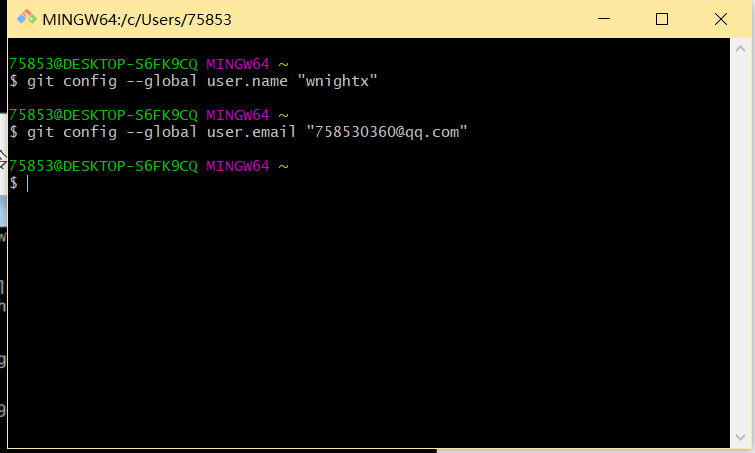 MINGW64:/c/Users/75853
75853@DESKTOP-S6FK9CQ MINGW64 ~
$ git config --global user.name "wnightx"
75853@DESKTOP-S6FK9CQ MINGW64 ~
$ git config --global user.email "758530360@qq.com"
75853@DESKTOP-S6FK9CQ MINGW64 ~
$